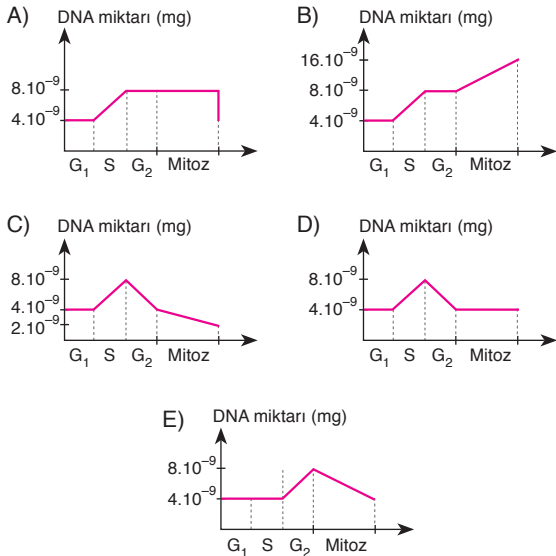 A) DNA miktarı (mg)
8.10⁻⁹
4.10⁻⁹
G₁ S G₂ Mitoz
B) DNA miktarı (mg)
16.10⁻⁹
8.10⁻⁹
4.10⁻⁹
G₁ S G₂ Mitoz
C) DNA miktarı (mg)
8.10⁻⁹
4.10⁻⁹
2.10⁻⁹
G₁ S G₂ Mitoz
D) DNA miktarı (mg)
8.10⁻⁹
4.10⁻⁹
G₁ S G₂ Mitoz
E) DNA miktarı (mg)
8.10⁻⁹
4.10⁻⁹
G₁ S G₂ Mitoz